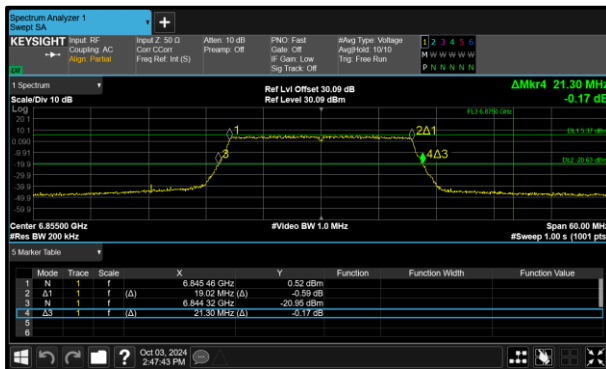 Spectrum Analyzer 1
Swept SA
+
KEYSIGHT
Input: RF
Coupling: AC
Align: Partial
Input Z: 50 Ω
Corr CCorr
Freq Ref: Int (S)
Atten: 10 dB
Preamp: Off
PNO: Fast
Gate: Off
IF Gain: Low
Sig Track: Off
#Avg Type: Voltage
Avg|Hold: 10/10
Trig: Free Run
1 2 3 4 5 6
M W W W W W
P N N N N N
1 Spectrum
Scale/Div 10 dB
Ref Lvl Offset 30.09 dB
Ref Level 30.09 dBm
ΔMkr4 21.30 MHz
-0.17 dB
Log
20.1
10.1
0.090
-9.91
-19.9
-29.9
-39.9
-49.9
-59.9
1
2Δ1
3
4Δ3
DL1 5.37 dBm
DL2 -20.63 dBm
Center 6.85500 GHz
#Video BW 1.0 MHz
Span 60.00 MHz
#Res BW 200 kHz
#Sweep 1.00 s (1001 pts)
5 Marker Table
Mode Trace Scale X Y Function Function Width Function Value
1 N 1 f 6.845 46 GHz 0.52 dBm
2 Δ1 1 f (Δ) 19.02 MHz (Δ) -0.59 dB
3 N 1 f 6.844 32 GHz -20.95 dBm
4 Δ3 1 f (Δ) 21.30 MHz (Δ) -0.17 dB
5
6
?
Oct 03, 2024
2:47:43 PM